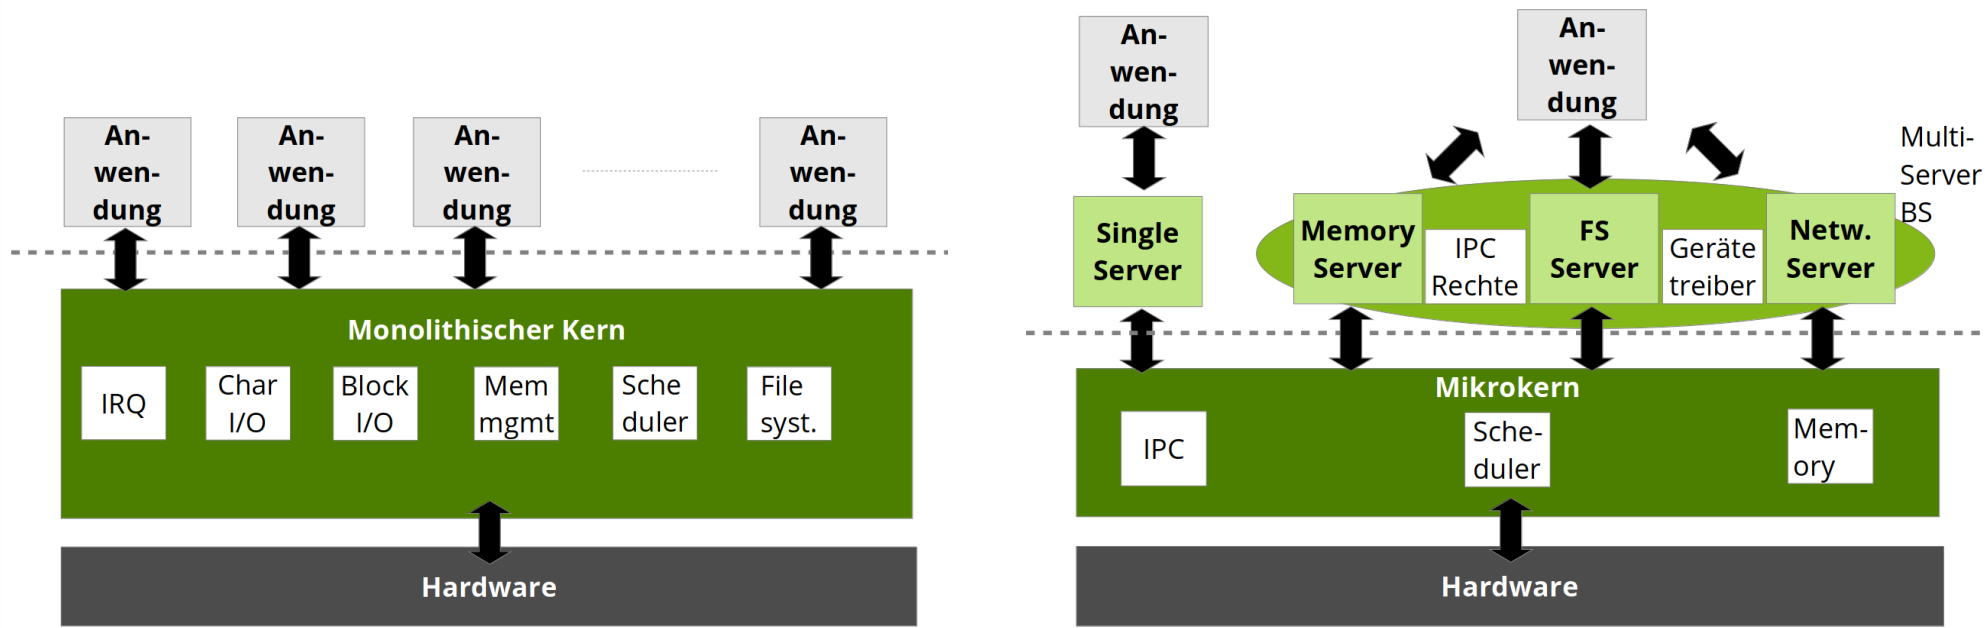 An-
wen-
dung
An-
wen-
dung
An-
wen-
dung
An-
wen-
dung
Monolithischer Kern
IRQ
Char
I/O
Block
I/O
Mem
mgmt
Sche
duler
File
syst.
Hardware
An-
wen-
dung
An-
wen-
dung
Multi-
Server
BS
Single
Server
Memory
Server
IPC
Rechte
FS
Server
Geräte
treiber
Netw.
Server
Mikrokern
IPC
Sche-
duler
Mem-
ory
Hardware